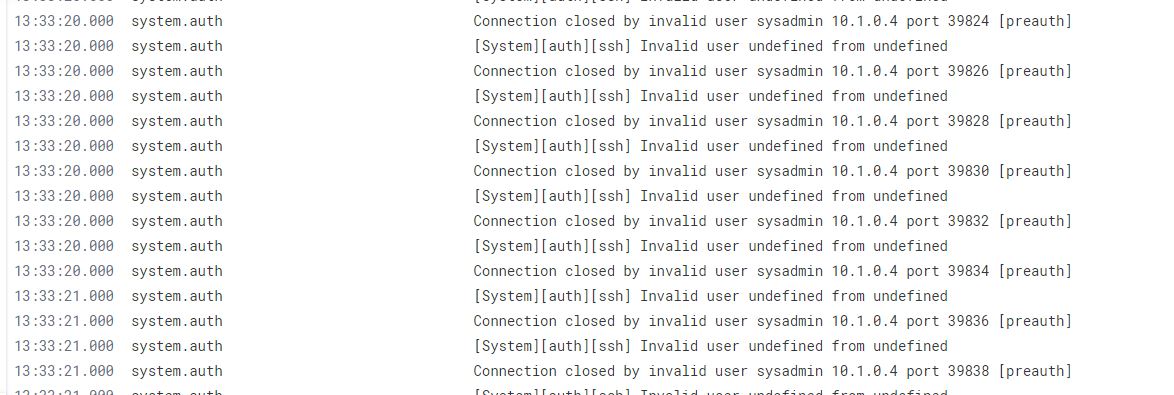 13:33:20.000 system.auth Connection closed by invalid user sysadmin 10.1.0.4 port 39824 [preauth]
13:33:20.000 system.auth [System][auth][ssh] Invalid user undefined from undefined
13:33:20.000 system.auth Connection closed by invalid user sysadmin 10.1.0.4 port 39826 [preauth]
13:33:20.000 system.auth [System][auth][ssh] Invalid user undefined from undefined
13:33:20.000 system.auth Connection closed by invalid user sysadmin 10.1.0.4 port 39828 [preauth]
13:33:20.000 system.auth [System][auth][ssh] Invalid user undefined from undefined
13:33:20.000 system.auth Connection closed by invalid user sysadmin 10.1.0.4 port 39830 [preauth]
13:33:20.000 system.auth [System][auth][ssh] Invalid user undefined from undefined
13:33:20.000 system.auth Connection closed by invalid user sysadmin 10.1.0.4 port 39832 [preauth]
13:33:20.000 system.auth [System][auth][ssh] Invalid user undefined from undefined
13:33:20.000 system.auth Connection closed by invalid user sysadmin 10.1.0.4 port 39834 [preauth]
13:33:21.000 system.auth [System][auth][ssh] Invalid user undefined from undefined
13:33:21.000 system.auth Connection closed by invalid user sysadmin 10.1.0.4 port 39836 [preauth]
13:33:21.000 system.auth [System][auth][ssh] Invalid user undefined from undefined
13:33:21.000 system.auth Connection closed by invalid user sysadmin 10.1.0.4 port 39838 [preauth]